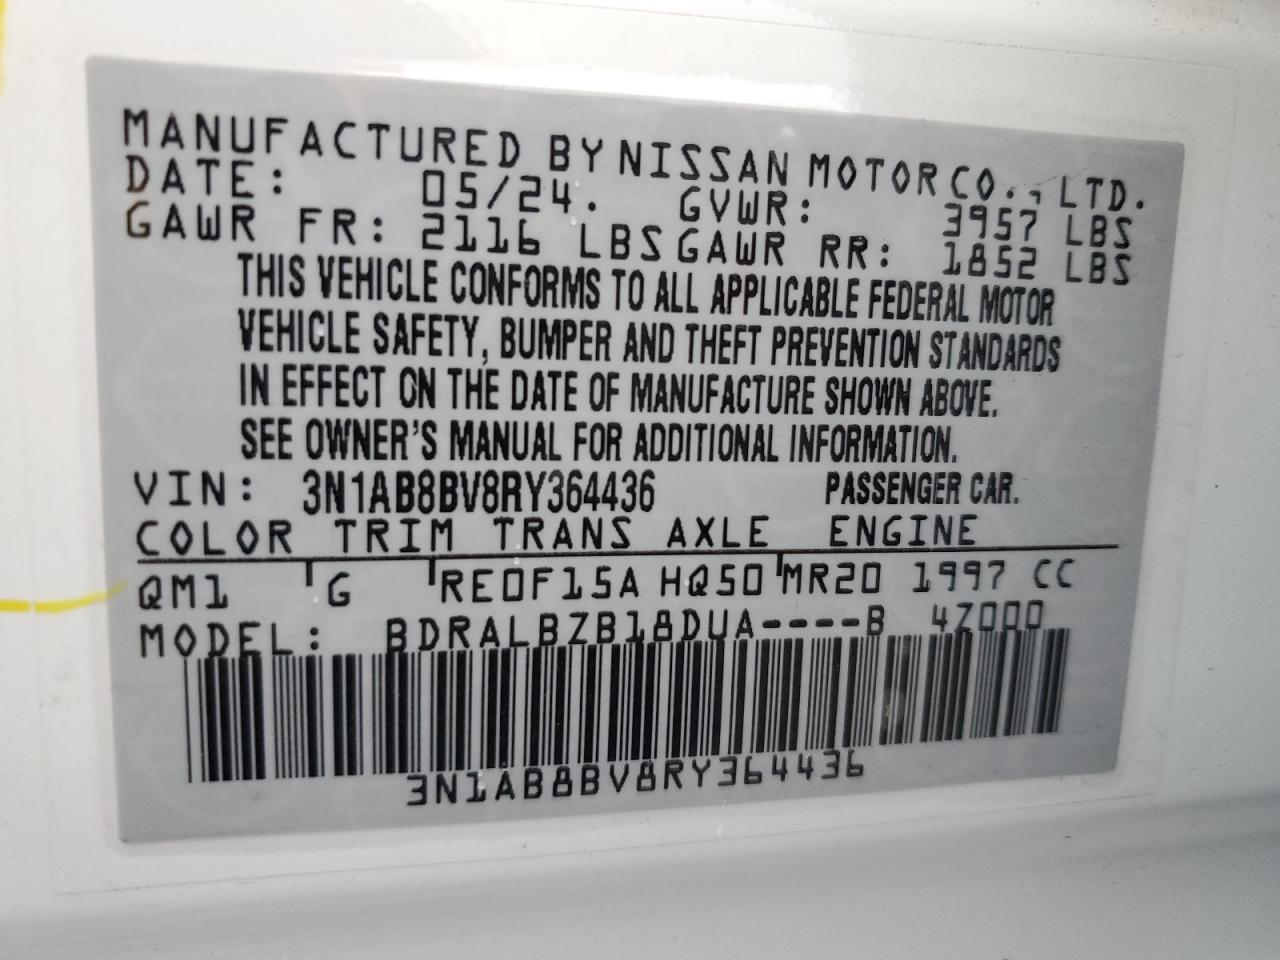 MANUFACTURED BY NISSAN MOTOR CO., LTD.
DATE: 05/24. GVWR: 3957 LBS
GAWR FR: 2116 LBS GAWR RR: 1852 LBS
THIS VEHICLE CONFORMS TO ALL APPLICABLE FEDERAL MOTOR
VEHICLE SAFETY, BUMPER AND THEFT PREVENTION STANDARDS
IN EFFECT ON THE DATE OF MANUFACTURE SHOWN ABOVE.
SEE OWNER'S MANUAL FOR ADDITIONAL INFORMATION.
VIN: 3N1AB8BV8RY364436 PASSENGER CAR.
COLOR TRIM TRANS AXLE ENGINE
QM1 G RE0F15A HQ50 MR20 1997 CC
MODEL: BDRALBZB18DUA----B 4Z000
3N1AB8BV8RY364436